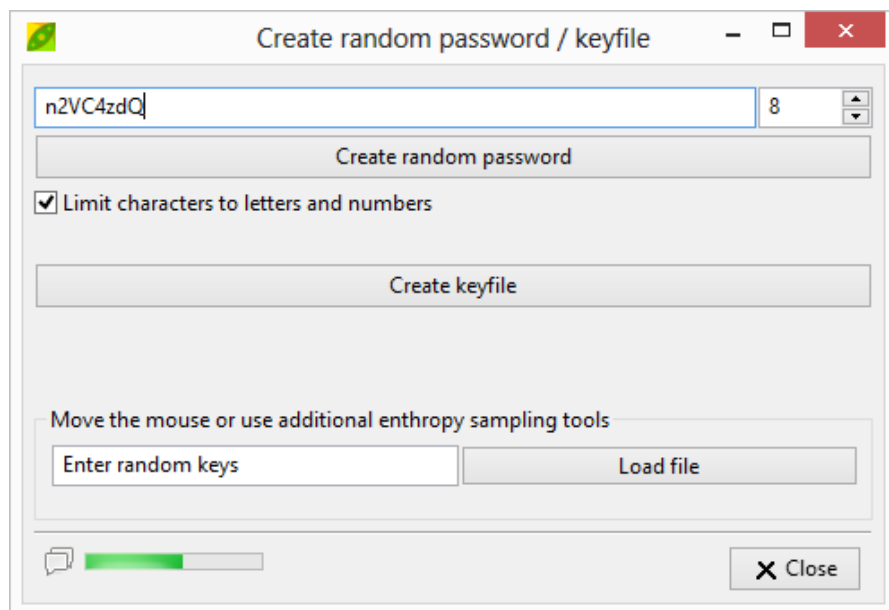 Create random password / keyfile
n2VC4zdQ 8
Create random password
Limit characters to letters and numbers
Create keyfile
Move the mouse or use additional enthropy sampling tools
Enter random keys Load file
Close